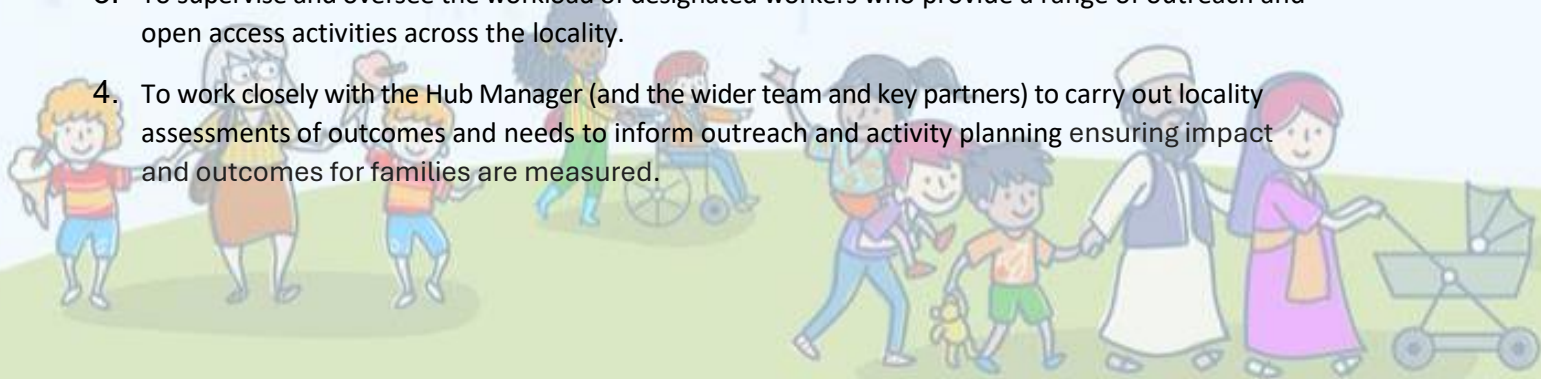 3. To supervise and oversee the workload of designated workers who provide a range of outreach and
open access activities across the locality.
4. To work closely with the Hub Manager (and the wider team and key partners) to carry out locality
assessments of outcomes and needs to inform outreach and activity planning ensuring impact
and outcomes for families are measured.